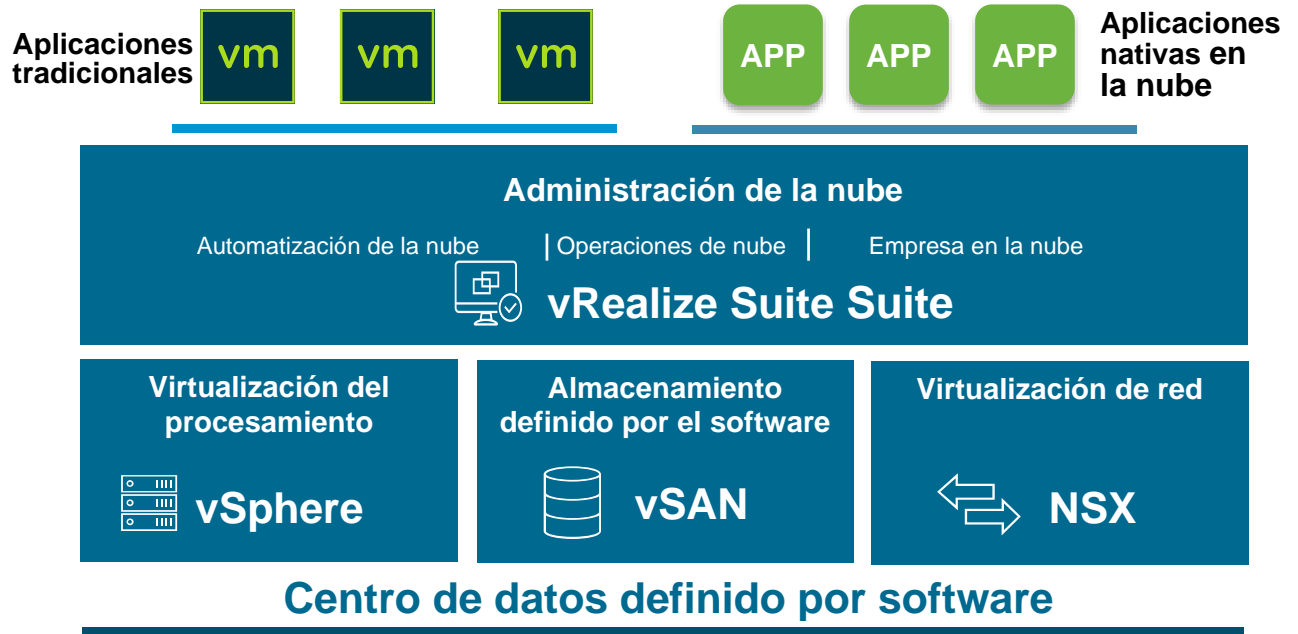 Aplicaciones
tradicionales
vm
vm
vm
APP
APP
APP
Aplicaciones
nativas en
la nube
Administración de la nube
Automatización de la nube | Operaciones de nube | Empresa en la nube
vRealize Suite Suite
Virtualización del
procesamiento
vSphere
Almacenamiento
definido por el software
vSAN
Virtualización de red
NSX
Centro de datos definido por software